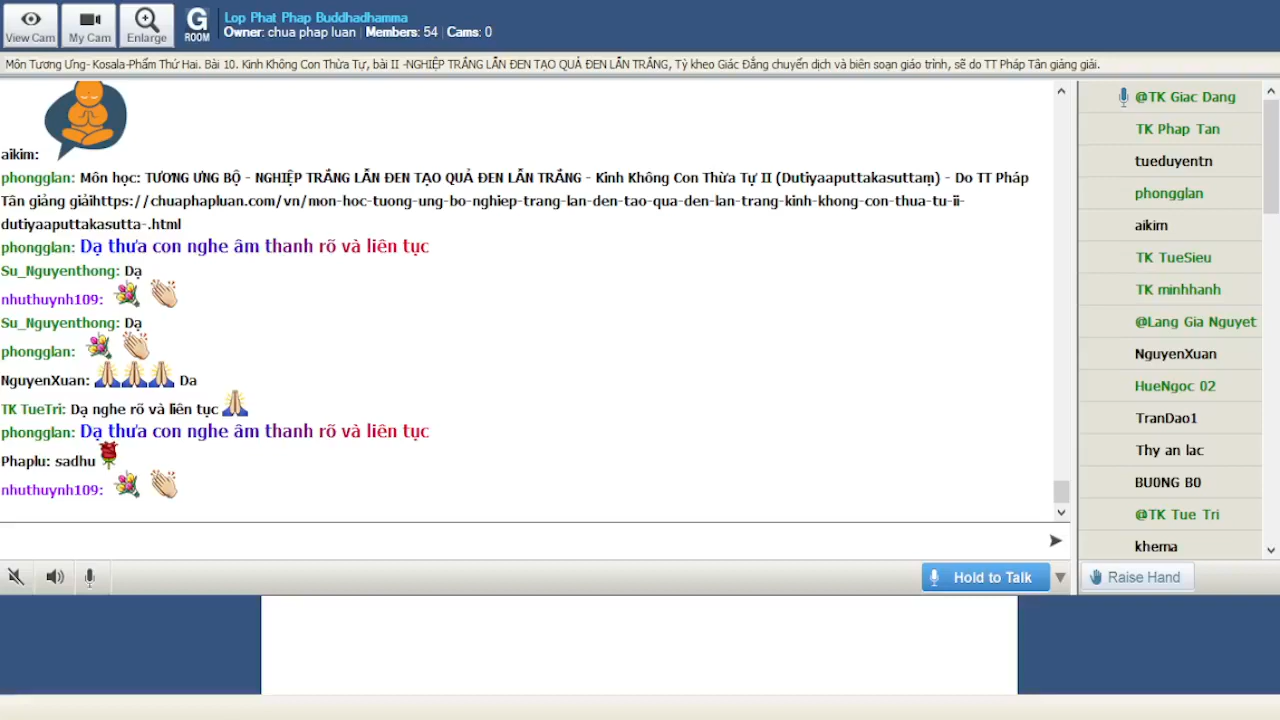 View Cam
My Cam
Enlarge
G
ROOM
Lop Phat Phap Buddhadhamma
Owner: chua phap luan | Members: 54 | Cams: 0
Môn Tương Ưng- Kosala-Phẩm Thứ Hai. Bài 10. Kinh Không Con Thừa Tự, bài II -NGHIỆP TRẮNG LẪN ĐEN TẠO QUẢ ĐEN LẪN TRẮNG, Tỳ kheo Giác Đẳng chuyển dịch và biên soạn giáo trình, sẽ do TT Pháp Tân giảng giải.
aikim:
phongglan: Môn học: TƯƠNG ƯNG BỘ - NGHIỆP TRẮNG LẪN ĐEN TẠO QUẢ ĐEN LẪN TRẮNG - Kinh Không Con Thừa Tự II (Dutiyaaputtakasuttaṃ) - Do TT Pháp
Tân giảng giảihttps://chuaphapluan.com/vn/mon-hoc-tuong-ung-bo-nghiep-trang-lan-den-tao-qua-den-lan-trang-kinh-khong-con-thua-tu-ii-
dutiyaaputtakasutta-.html
phongglan: Dạ thưa con nghe âm thanh rõ và liên tục
Su_Nguyenthong: Dạ
nhuthuynh109:
Su_Nguyenthong: Dạ
phongglan:
NguyenXuan: Da
TK TueTri: Dạ nghe rõ và liên tục
phongglan: Dạ thưa con nghe âm thanh rõ và liên tục
Phaplu: sadhu
nhuthuynh109:
@TK Giac Dang
TK Phap Tan
tueduyentn
phongglan
aikim
TK TueSieu
TK minhhanh
@Lang Gia Nguyet
NguyenXuan
HueNgoc 02
TranDao1
Thy an lac
BU0NG B0
@TK Tue Tri
khema
Hold to Talk
Raise Hand